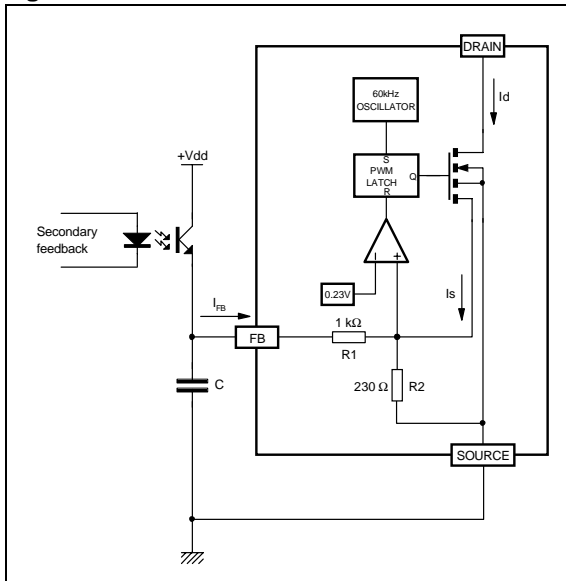 DRAIN
60kHz
OSCILLATOR
Id
S
PWM
LATCH
Q
R
+Vdd
Secondary
feedback
0.23V
Is
I_FB
1 kΩ
FB
R1
C
230 Ω
R2
SOURCE
- +